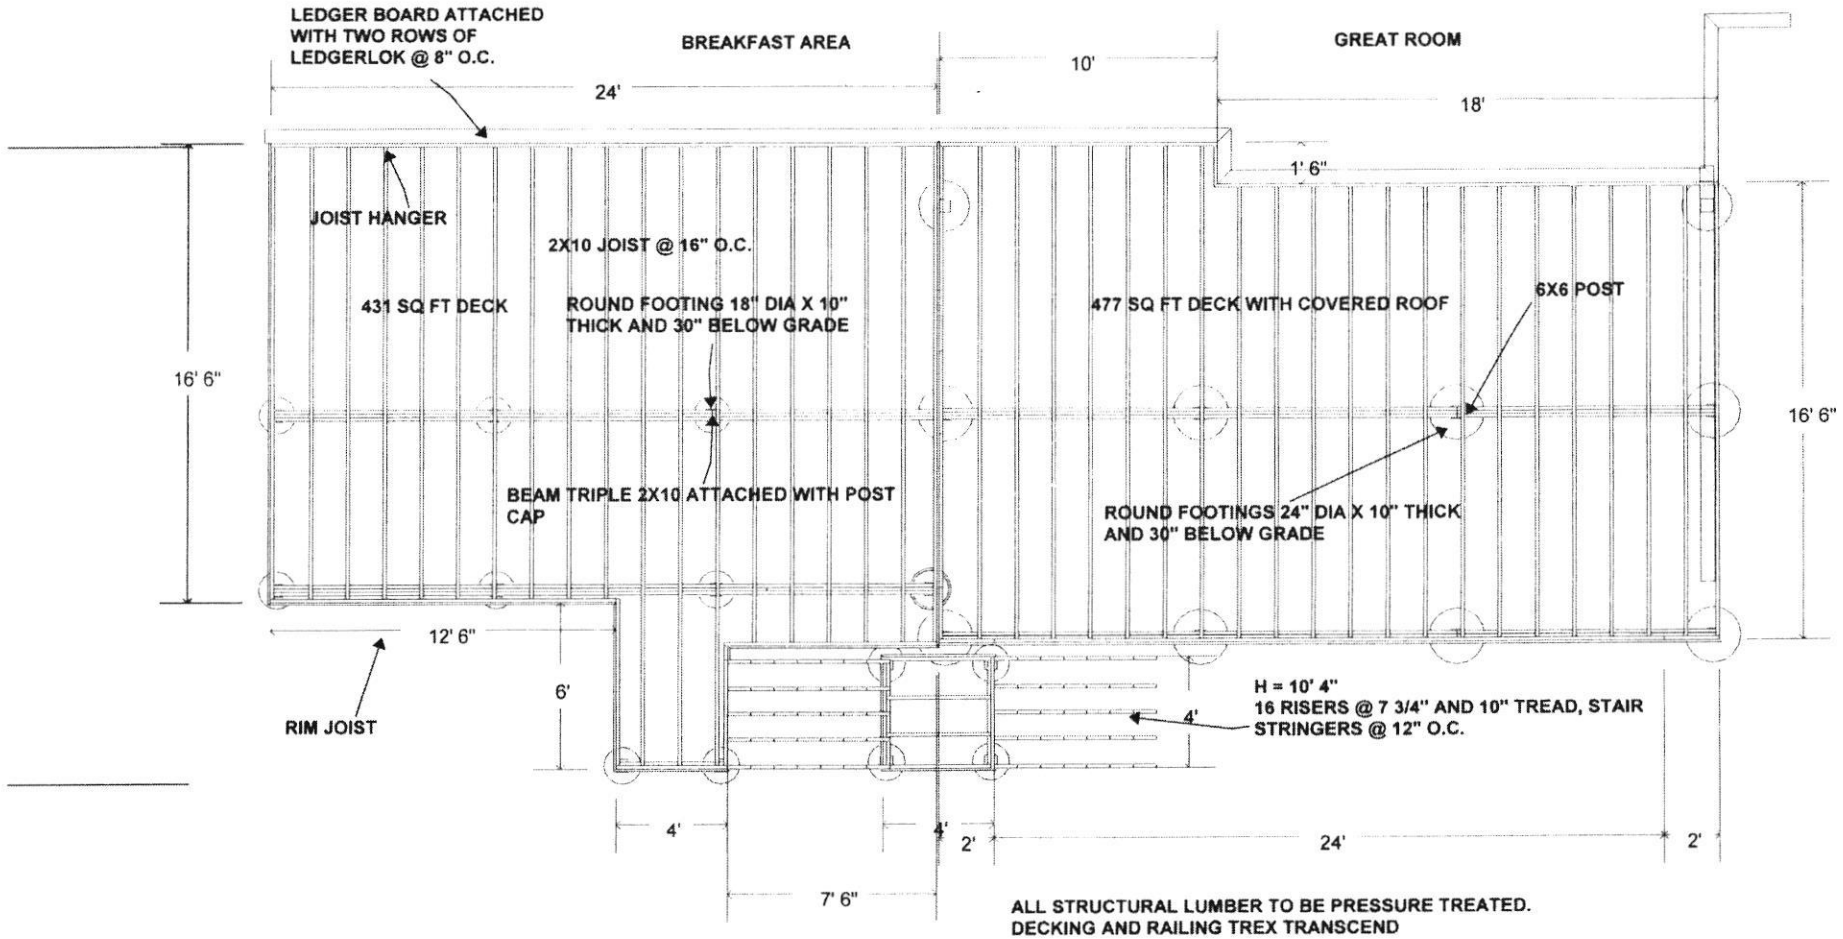 LEDGER BOARD ATTACHED
WITH TWO ROWS OF
LEDGERLOK @ 8" O.C.
BREAKFAST AREA
GREAT ROOM
10'
24'
18'
1' 6"
JOIST HANGER
2X10 JOIST @ 16" O.C.
431 SQ FT DECK
ROUND FOOTING 18" DIA X 10"
THICK AND 30" BELOW GRADE
477 SQ FT DECK WITH COVERED ROOF
6X6 POST
16' 6"
16' 6"
BEAM TRIPLE 2X10 ATTACHED WITH POST
CAP
ROUND FOOTINGS 24" DIA X 10" THICK
AND 30" BELOW GRADE
12' 6"
6'
RIM JOIST
H = 10' 4"
16 RISERS @ 7 3/4" AND 10" TREAD, STAIR
STRINGERS @ 12" O.C.
4'
4'
4'
2'
24'
2'
7' 6"
ALL STRUCTURAL LUMBER TO BE PRESSURE TREATED.
DECKING AND RAILING TREX TRANSCEND